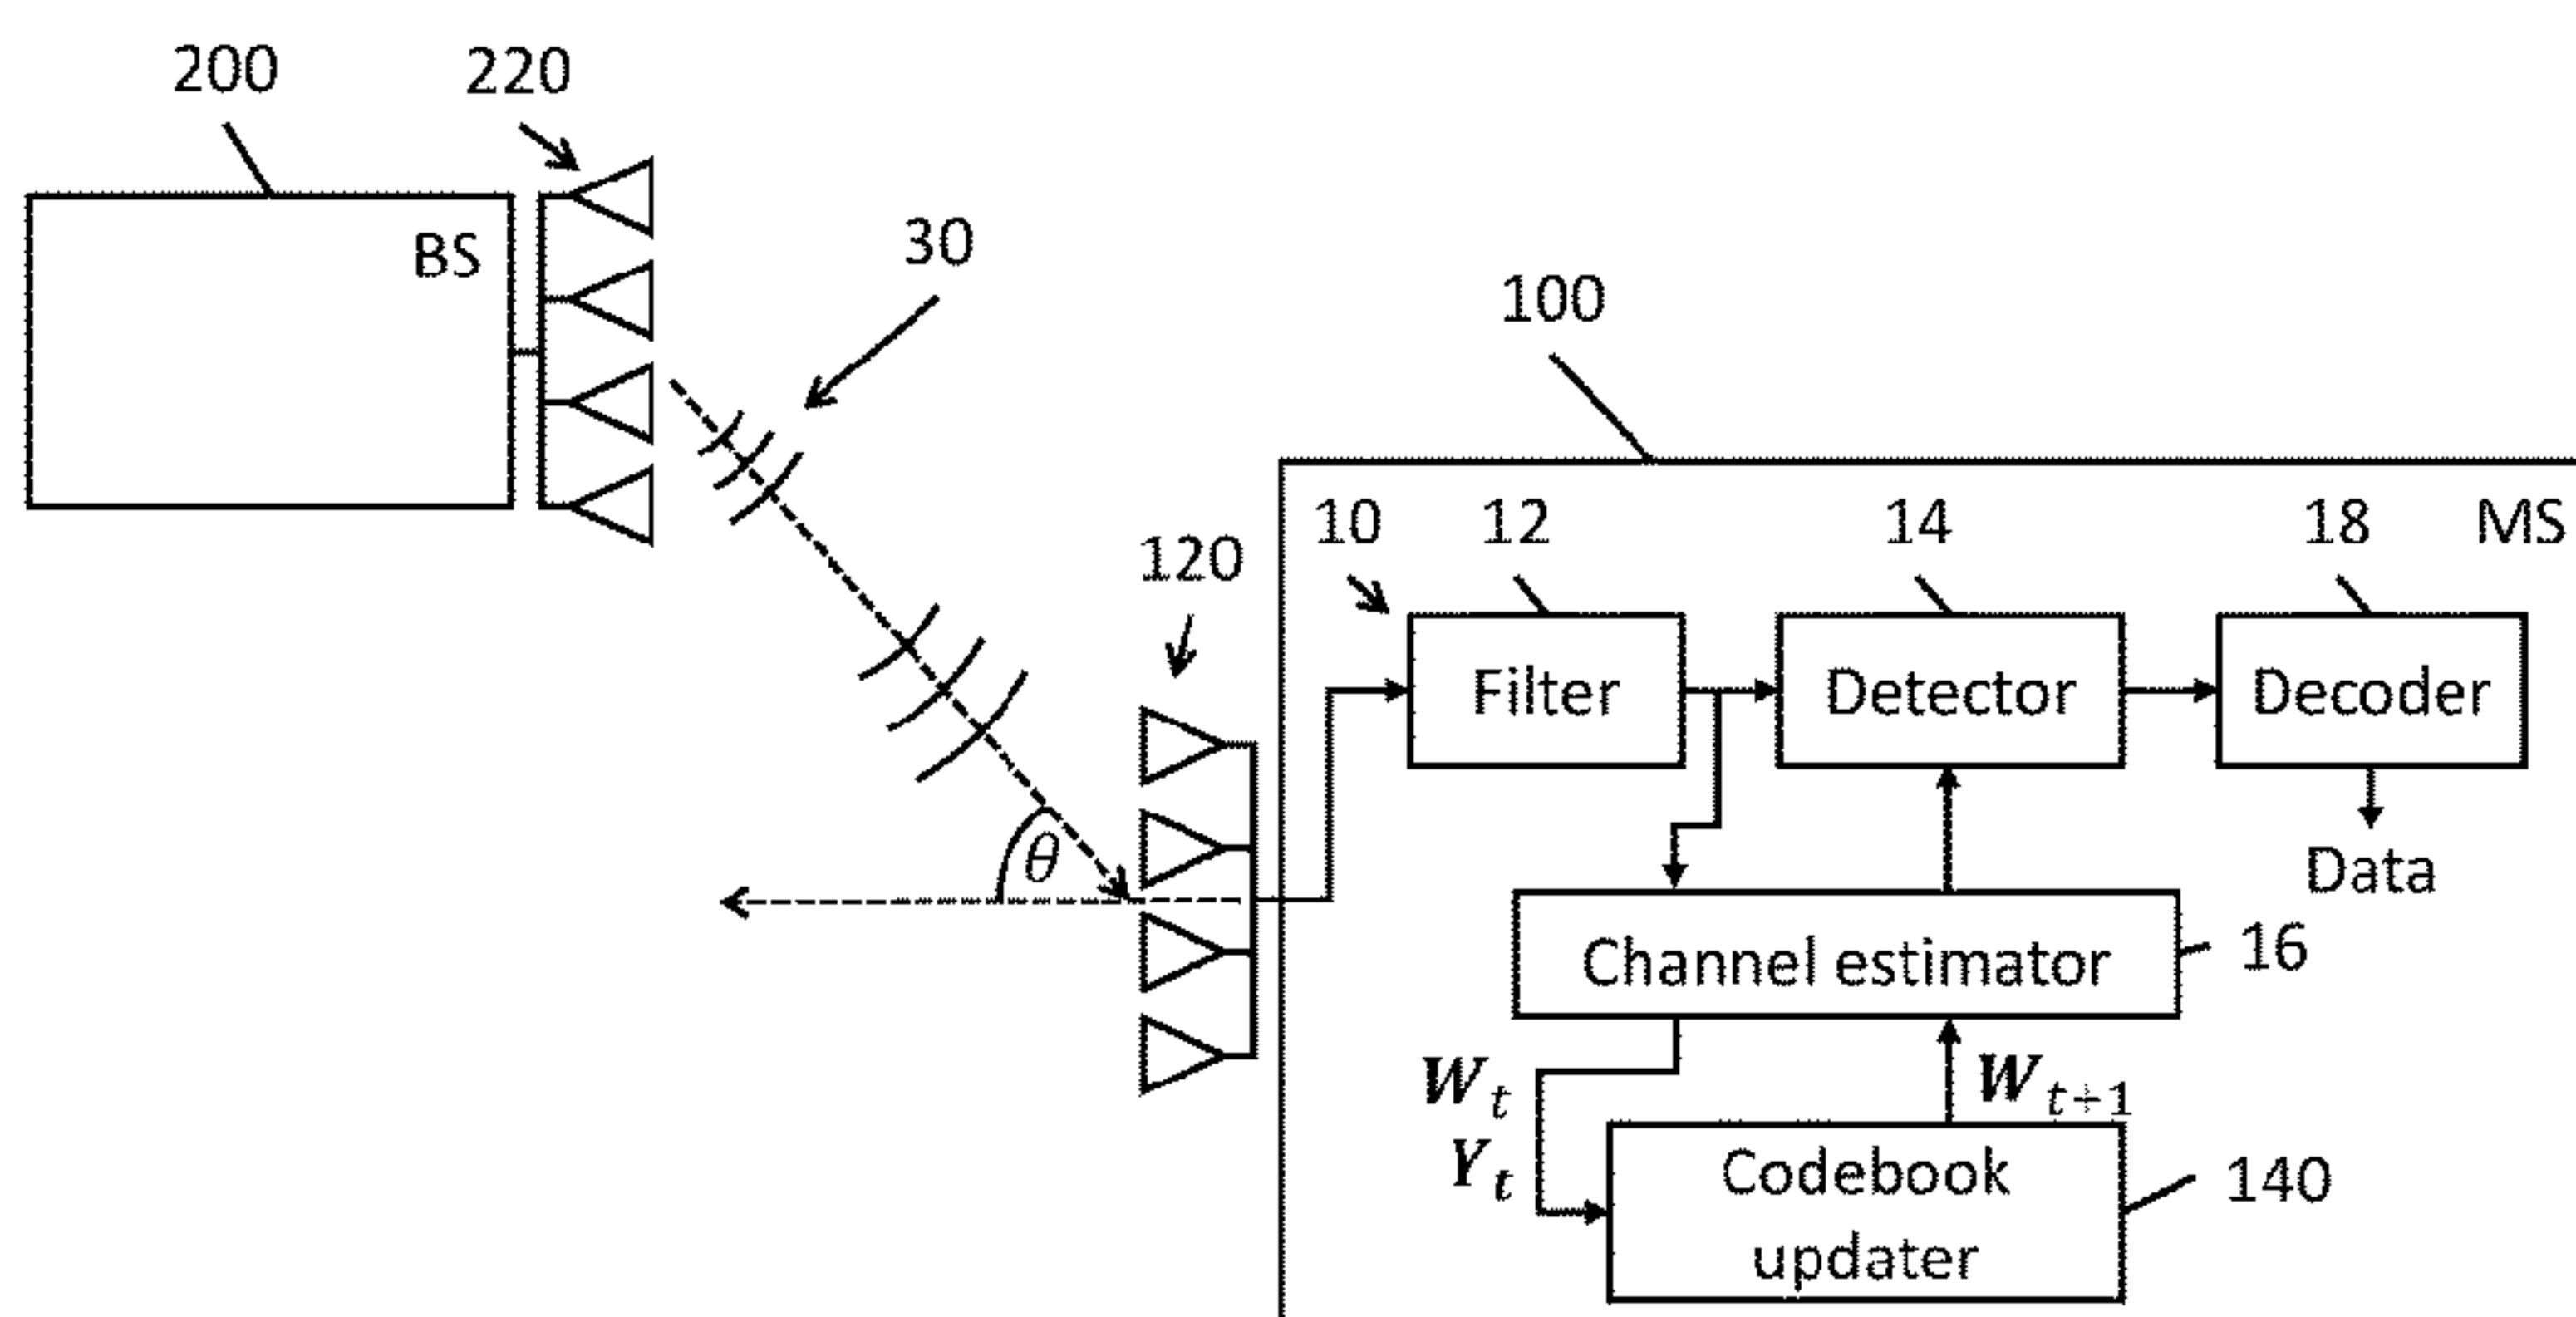 200
220
BS
30
100
10
12
14
18
MS
120
Filter
Detector
Decoder
θ
Data
Channel estimator
16
W_t
W_{t+1}
Y_t
Codebook
updater
140